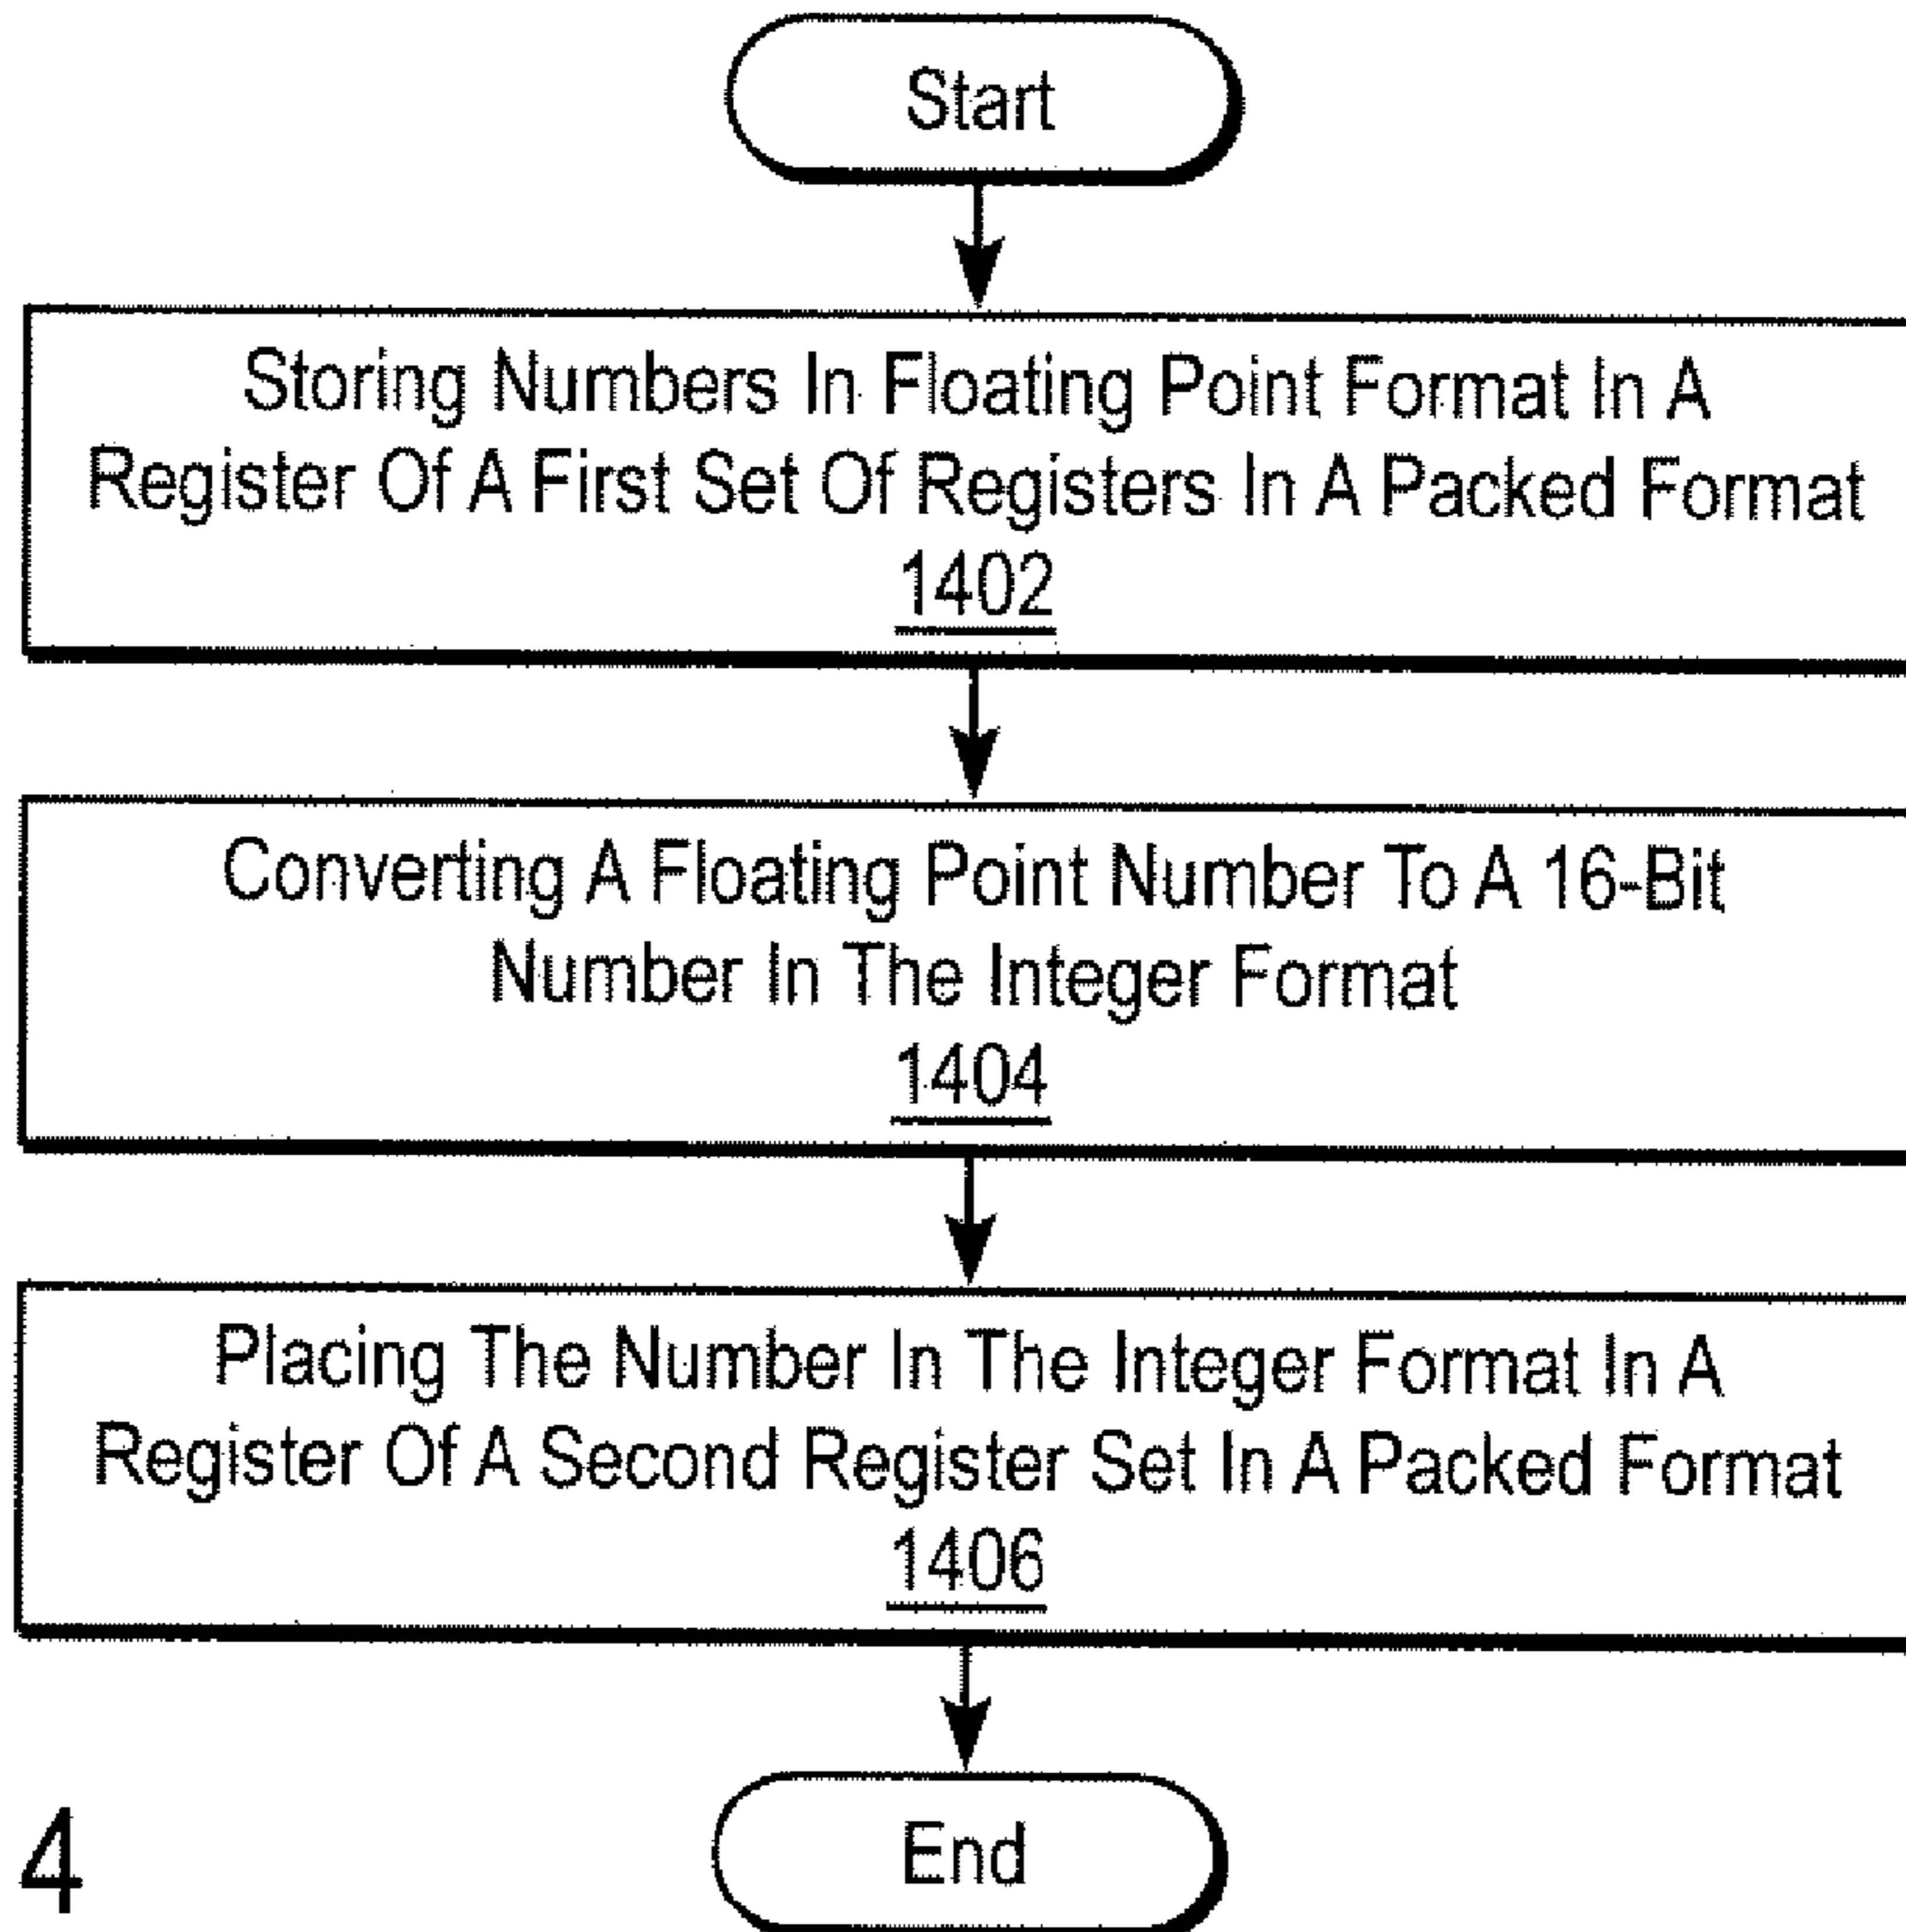 Start
Storing Numbers In Floating Point Format In A
Register Of A First Set Of Registers In A Packed Format
1402
Converting A Floating Point Number To A 16-Bit
Number In The Integer Format
1404
Placing The Number In The Integer Format In A
Register Of A Second Register Set In A Packed Format
1406
4
End